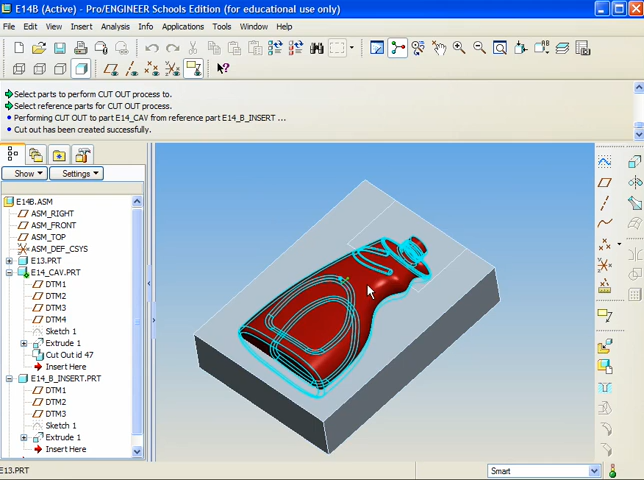 E14B (Active) - Pro/ENGINEER Schools Edition (for educational use only)
File Edit View Insert Analysis Info Applications Tools Window Help
Select parts to perform CUT OUT process to.
Select reference parts for CUT OUT process.
Performing CUT OUT to part E14_CAV from reference part E14_B_INSERT ...
Cut out has been created successfully.
Show Settings
E14B.ASM
ASM_RIGHT
ASM_FRONT
ASM_TOP
ASM_DEF_CSYS
E13.PRT
E14_CAV.PRT
DTM1
DTM2
DTM3
DTM4
Sketch 1
Extrude 1
Cut Out id 47
Insert Here
E14_B_INSERT.PRT
DTM1
DTM2
DTM3
Sketch 1
Extrude 1
Insert Here
E13.PRT
Smart